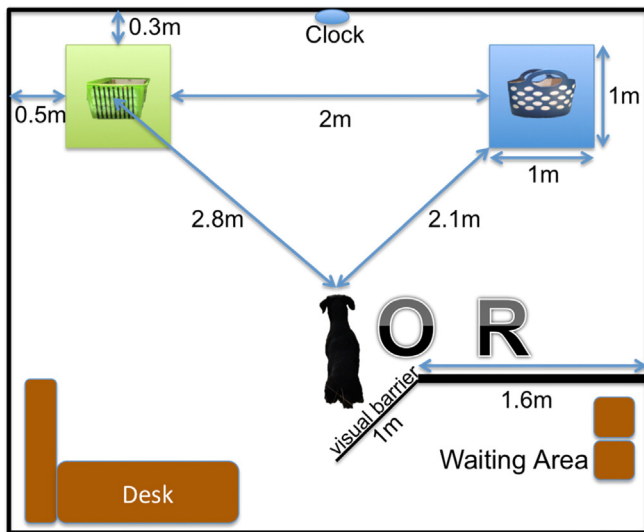 0.3m
Clock
0.5m
2m
1m
1m
2.8m
2.1m
O R
visual barrier
1m
1.6m
Waiting Area
Desk